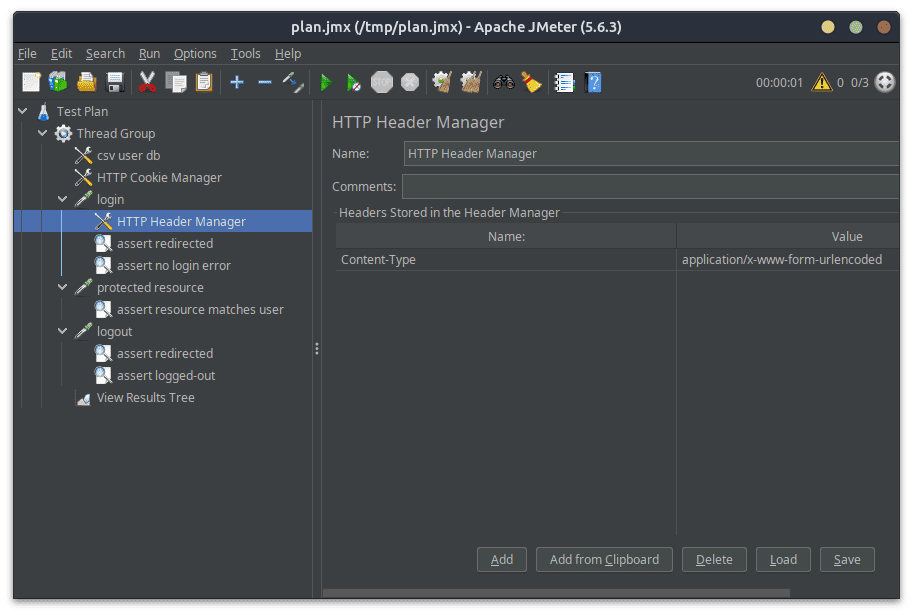 plan.jmx (/tmp/plan.jmx) - Apache JMeter (5.6.3)
File Edit Search Run Options Tools Help
STOP 00:00:01 0 0/3
Test Plan
Thread Group
csv user db
HTTP Cookie Manager
login
HTTP Header Manager
assert redirected
assert no login error
protected resource
assert resource matches user
logout
assert redirected
assert logged-out
View Results Tree
HTTP Header Manager
Name: HTTP Header Manager
Comments:
Headers Stored in the Header Manager
Name: Value
Content-Type application/x-www-form-urlencoded
Add Add from Clipboard Delete Load Save